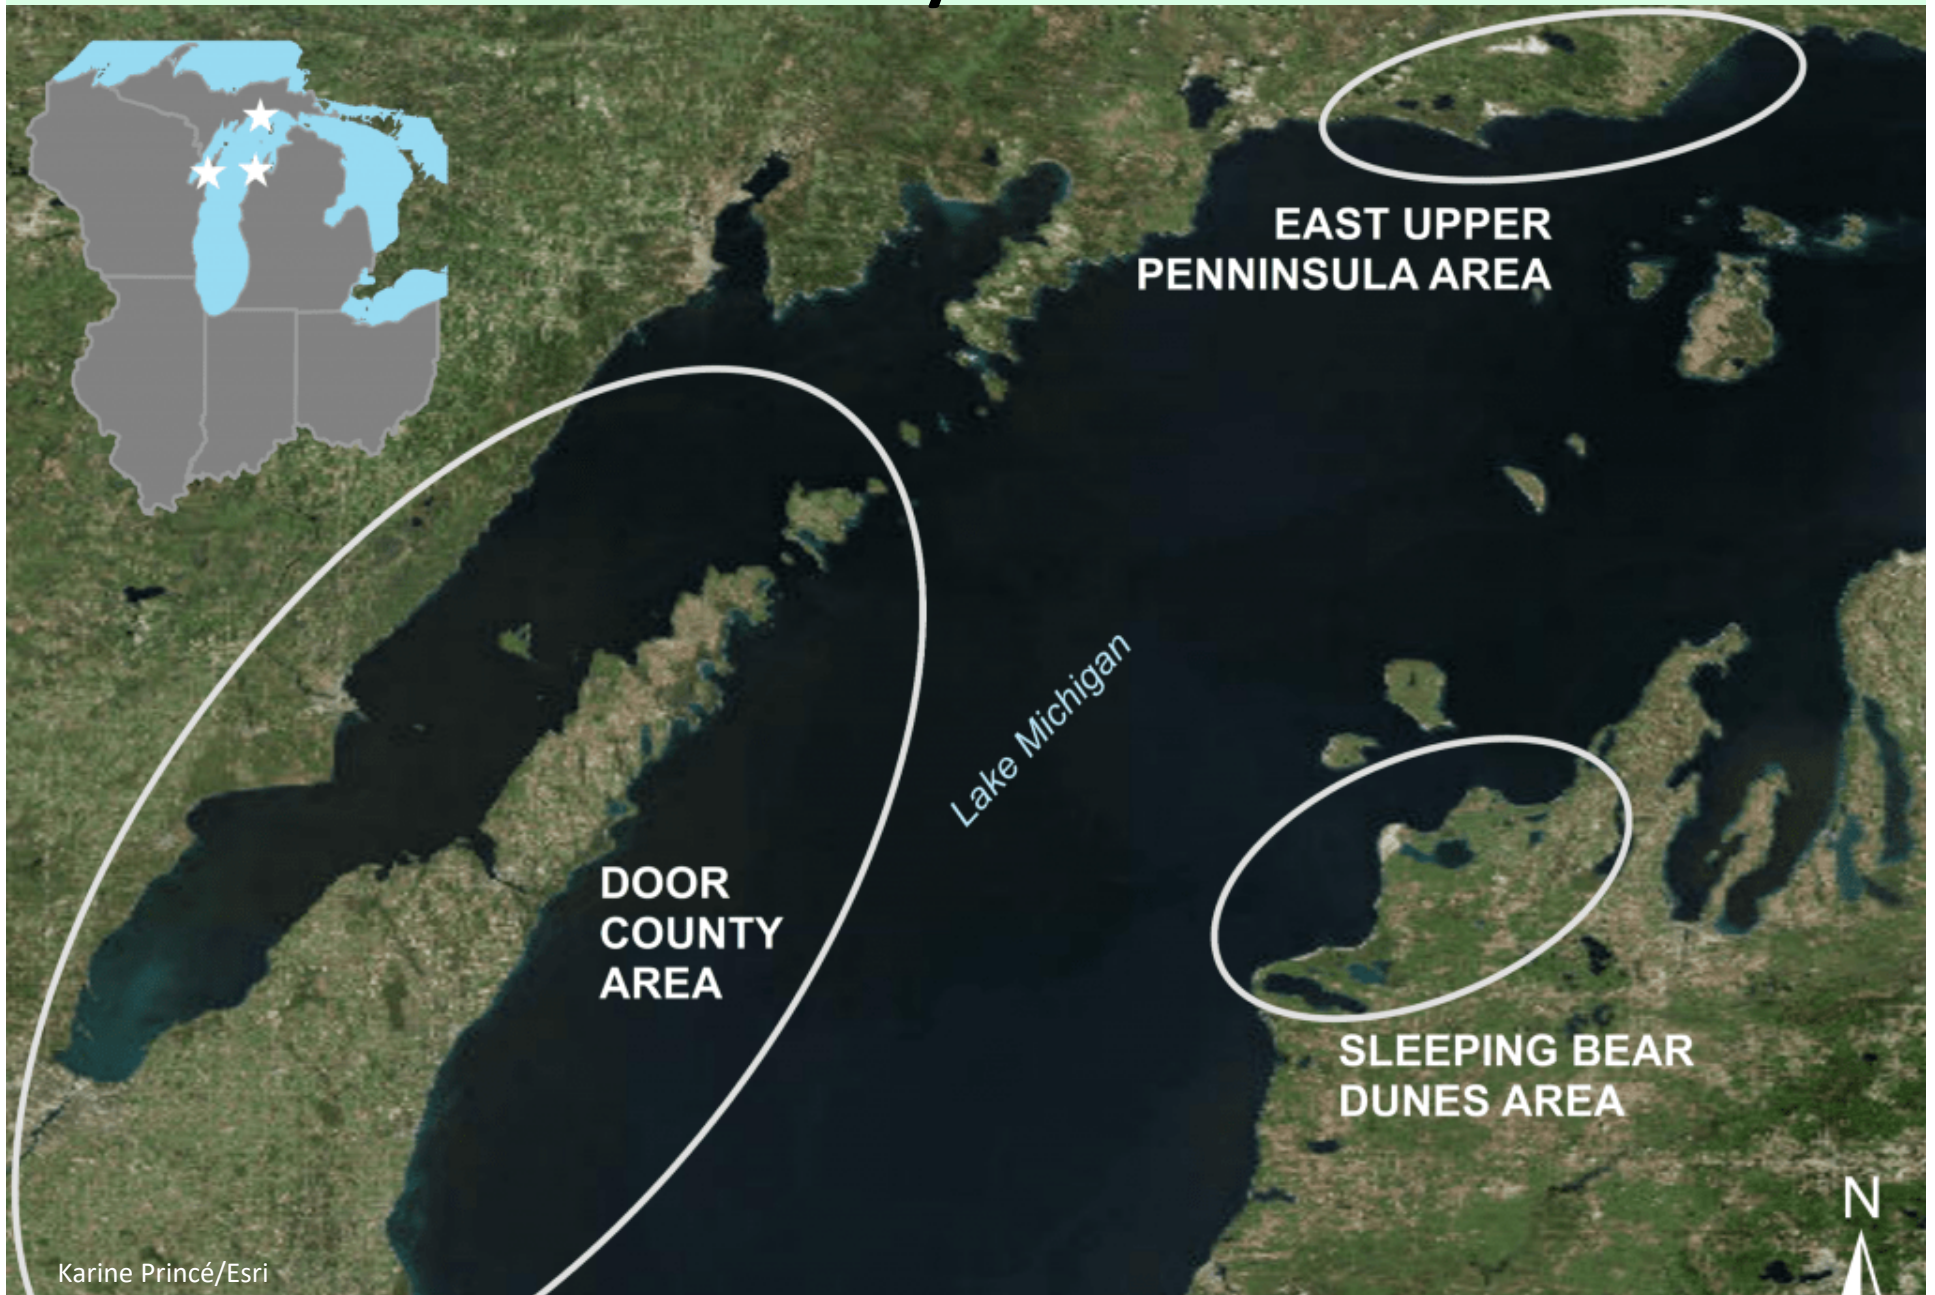 EAST UPPER
PENNINSULA AREA
Lake Michigan
DOOR
COUNTY
AREA
SLEEPING BEAR
DUNES AREA
N
Karine Princé/Esri